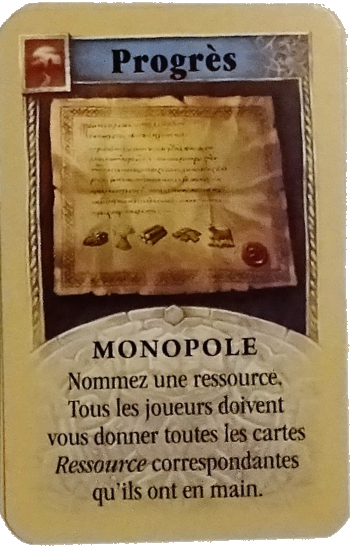 Progrès
MONOPOLE
Nommez une ressource.
Tous les joueurs doivent
vous donner toutes les cartes
Ressource correspondantes
qu'ils ont en main.